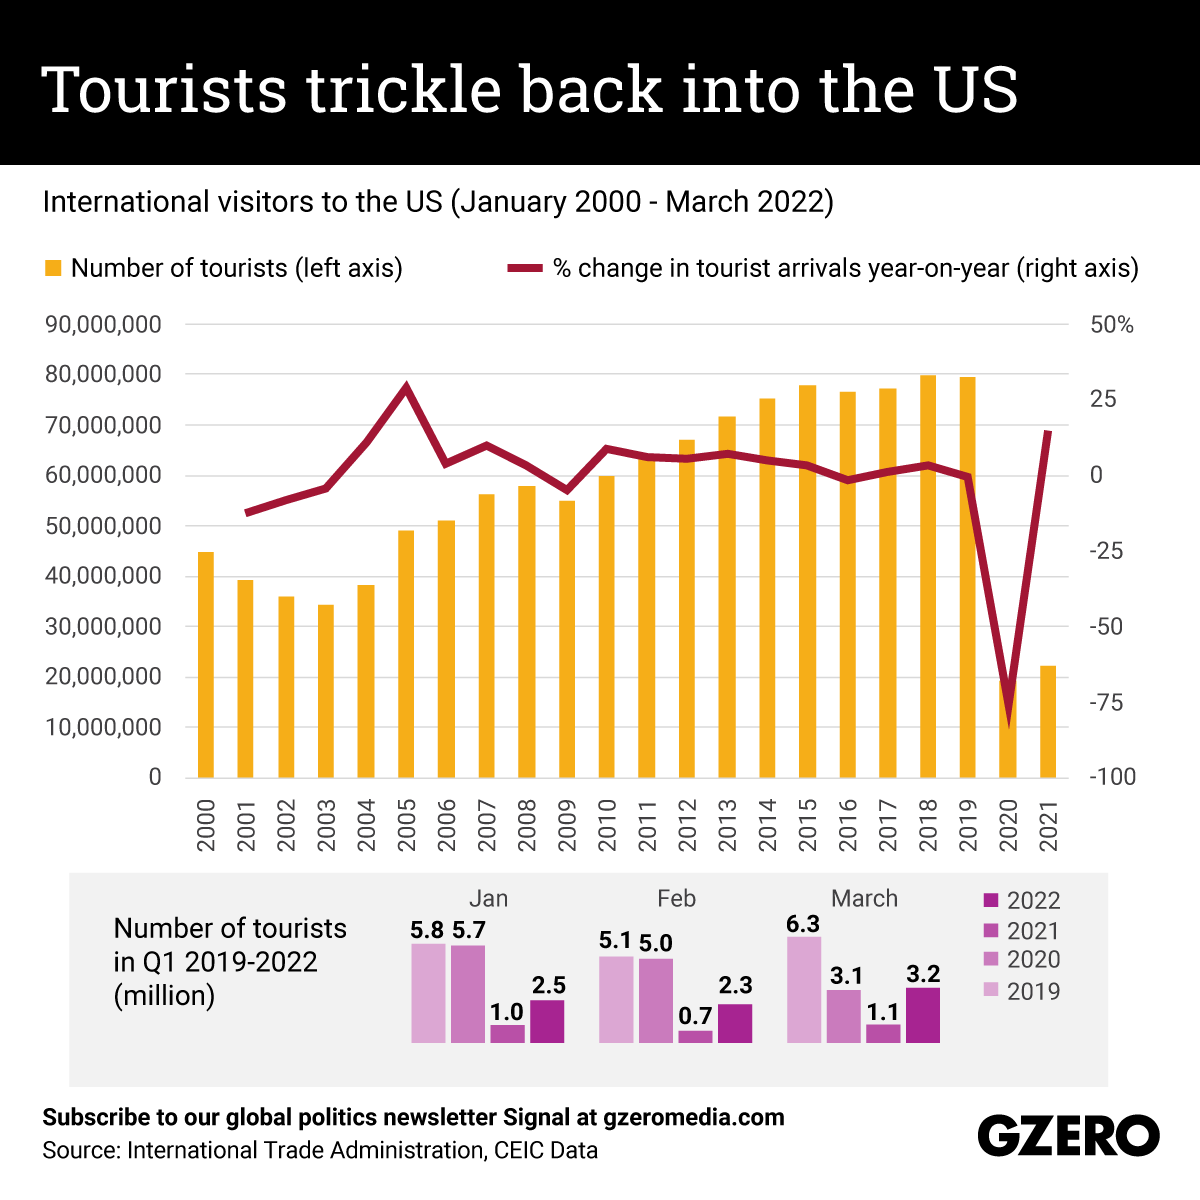 Tourists trickle back into the US
International visitors to the US (January 2000 - March 2022)
Number of tourists (left axis)
% change in tourist arrivals year-on-year (right axis)
90,000,000
80,000,000
70,000,000
60,000,000
50,000,000
40,000,000
30,000,000
20,000,000
10,000,000
0
50%
25
0
-25
-50
-75
-100
2000
2001
2002
2003
2004
2005
2006
2007
2008
2009
2010
2011
2012
2013
2014
2015
2016
2017
2018
2019
2020
2021
Number of tourists
in Q1 2019-2022
(million)
Jan
5.8 5.7 1.0 2.5
Feb
5.1 5.0 0.7 2.3
March
6.3 3.1 1.1 3.2
2022
2021
2020
2019
Subscribe to our global politics newsletter Signal at gzeromedia.com
Source: International Trade Administration, CEIC Data
GZERO